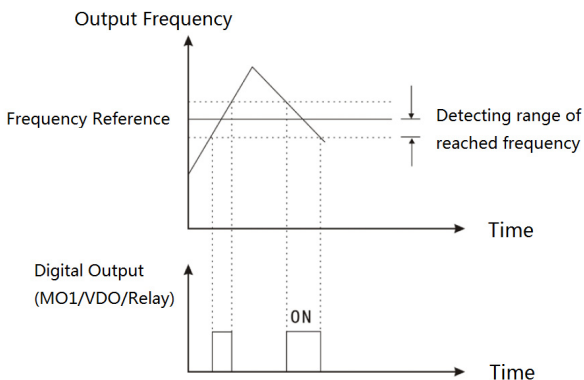 Output Frequency
Frequency Reference
Detecting range of
reached frequency
Time
Digital Output
(MO1/VDO/Relay)
ON
Time